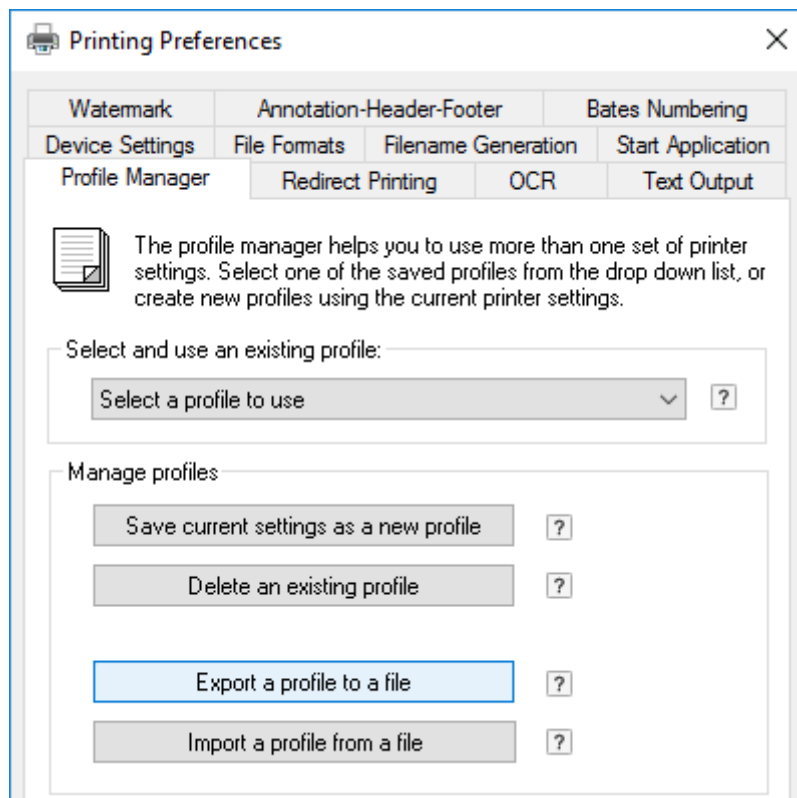 Printing Preferences
Watermark Annotation-Header-Footer Bates Numbering
Device Settings File Formats Filename Generation Start Application
Profile Manager Redirect Printing OCR Text Output
The profile manager helps you to use more than one set of printer
settings. Select one of the saved profiles from the drop down list, or
create new profiles using the current printer settings.
Select and use an existing profile:
Select a profile to use ?
Manage profiles
Save current settings as a new profile ?
Delete an existing profile ?
Export a profile to a file ?
Import a profile from a file ?